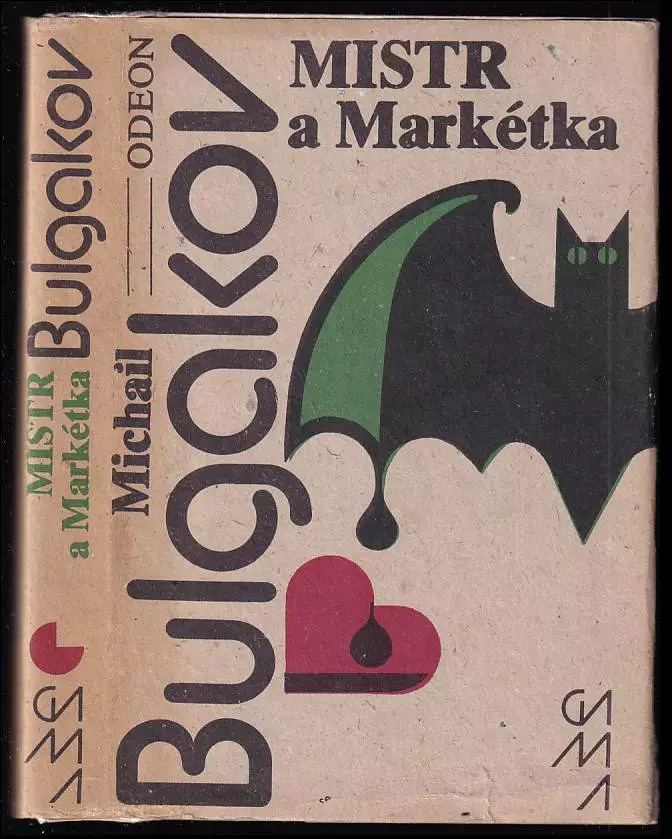 MISTR
a Markétka
Bulgakov
MISTR
a Markétka
Michail
Bulgakov
ODEON